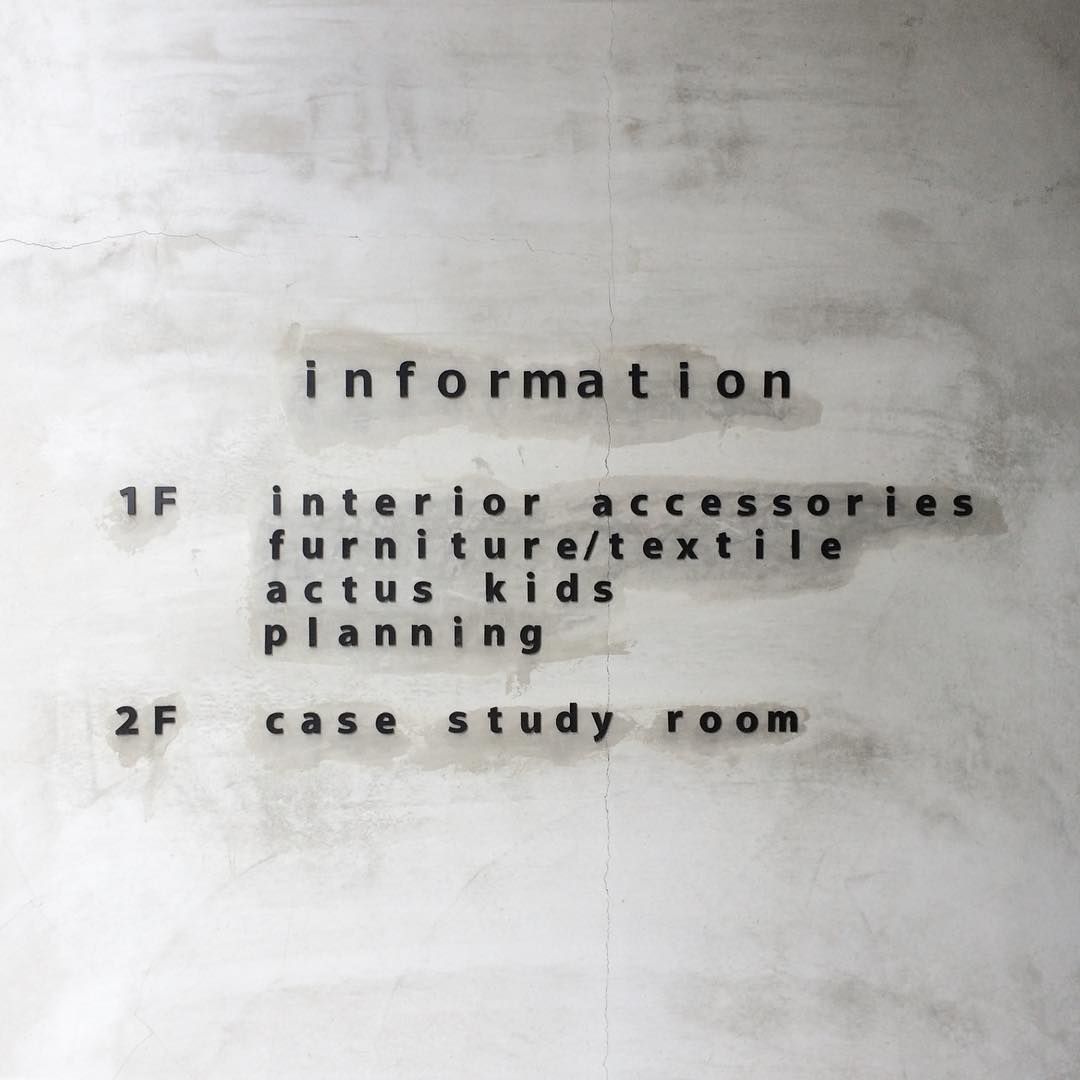 information
1F interior accessories
furniture/textile
actus kids
planning
2F case study room